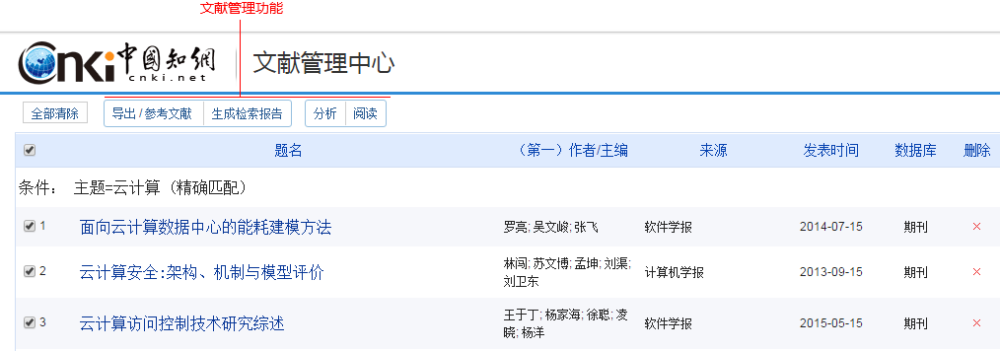 文献管理功能
Cnki 中國知網 文献管理中心
cnki.net
全部清除 导出/参考文献 生成检索报告 分析 阅读
题名 （第一）作者/主编 来源 发表时间 数据库 删除
条件： 主题=云计算（精确匹配）
1 面向云计算数据中心的能耗建模方法 罗亮; 吴文峻; 张飞 软件学报 2014-07-15 期刊 ×
2 云计算安全:架构、机制与模型评价 林闯; 苏文博; 孟坤; 刘渠; 计算机学报 2013-09-15 期刊 ×
刘卫东
3 云计算访问控制技术研究综述 王于丁; 杨家海; 徐聪; 凌 软件学报 2015-05-15 期刊 ×
晓; 杨洋